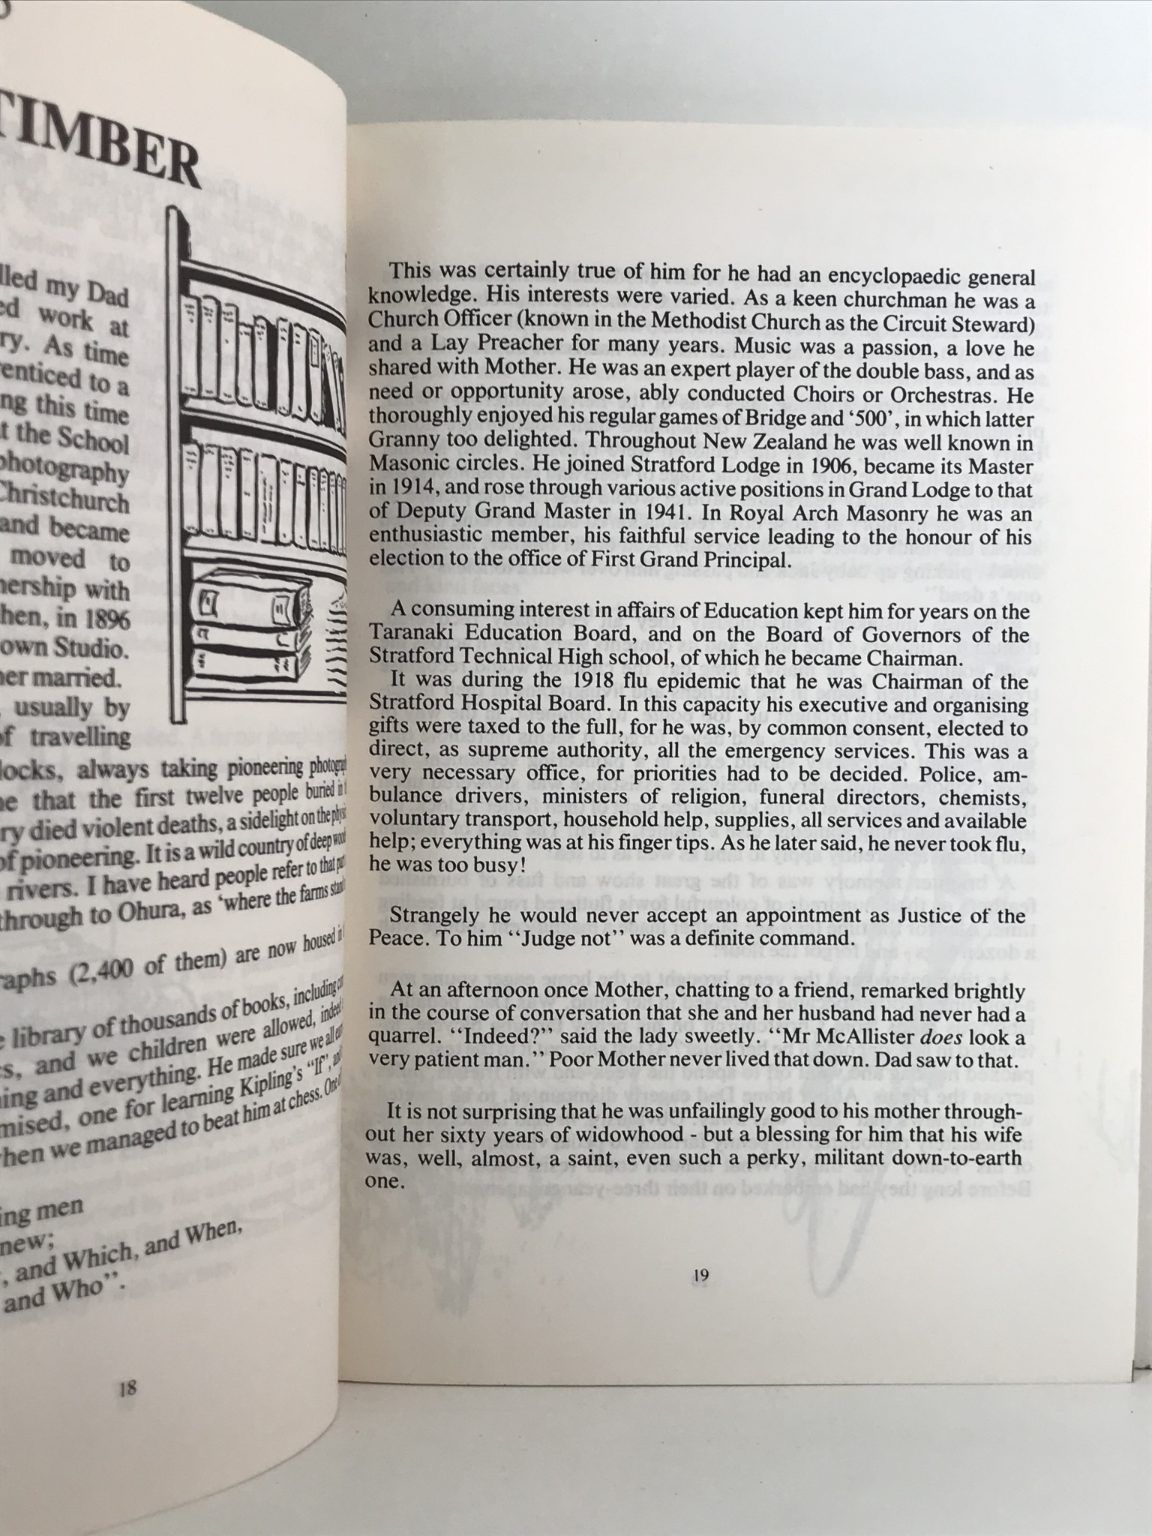 TIMBER
lled my Dad
ed work at
ry. As time
renticed to a
ng this time
t the School
photography
Christchurch
and became
moved to
nership with
hen, in 1896
own Studio.
her married.
, usually by
of travelling
locks, always taking pioneering
ne that the first twelve people buried
ry died violent deaths, a sidelight on the
of pioneering. It is a wild country of deep
rivers. I have heard people refer to that
through to Ohura, as ‘where the farms
raphs (2,400 of them) are now housed
e library of thousands of books, including
s, and we children were allowed,
ing and everything. He made sure we all
mised, one for learning Kipling’s “If”,
when we managed to beat him at chess.
ing men
new;
, and Which, and When,
and Who”.
18
This was certainly true of him for he had an encyclopaedic general
knowledge. His interests were varied. As a keen churchman he was a
Church Officer (known in the Methodist Church as the Circuit Steward)
and a Lay Preacher for many years. Music was a passion, a love he
shared with Mother. He was an expert player of the double bass, and as
need or opportunity arose, ably conducted Choirs or Orchestras. He
thoroughly enjoyed his regular games of Bridge and ‘500’, in which latter
Granny too delighted. Throughout New Zealand he was well known in
Masonic circles. He joined Stratford Lodge in 1906, became its Master
in 1914, and rose through various active positions in Grand Lodge to that
of Deputy Grand Master in 1941. In Royal Arch Masonry he was an
enthusiastic member, his faithful service leading to the honour of his
election to the office of First Grand Principal.
A consuming interest in affairs of Education kept him for years on the
Taranaki Education Board, and on the Board of Governors of the
Stratford Technical High school, of which he became Chairman.
It was during the 1918 flu epidemic that he was Chairman of the
Stratford Hospital Board. In this capacity his executive and organising
gifts were taxed to the full, for he was, by common consent, elected to
direct, as supreme authority, all the emergency services. This was a
very necessary office, for priorities had to be decided. Police, am-
bulance drivers, ministers of religion, funeral directors, chemists,
voluntary transport, household help, supplies, all services and available
help; everything was at his finger tips. As he later said, he never took flu,
he was too busy!
Strangely he would never accept an appointment as Justice of the
Peace. To him “Judge not” was a definite command.
At an afternoon once Mother, chatting to a friend, remarked brightly
in the course of conversation that she and her husband had never had a
quarrel. “Indeed?” said the lady sweetly. “Mr McAllister does look a
very patient man.” Poor Mother never lived that down. Dad saw to that.
It is not surprising that he was unfailingly good to his mother through-
out her sixty years of widowhood - but a blessing for him that his wife
was, well, almost, a saint, even such a perky, militant down-to-earth
one.
19